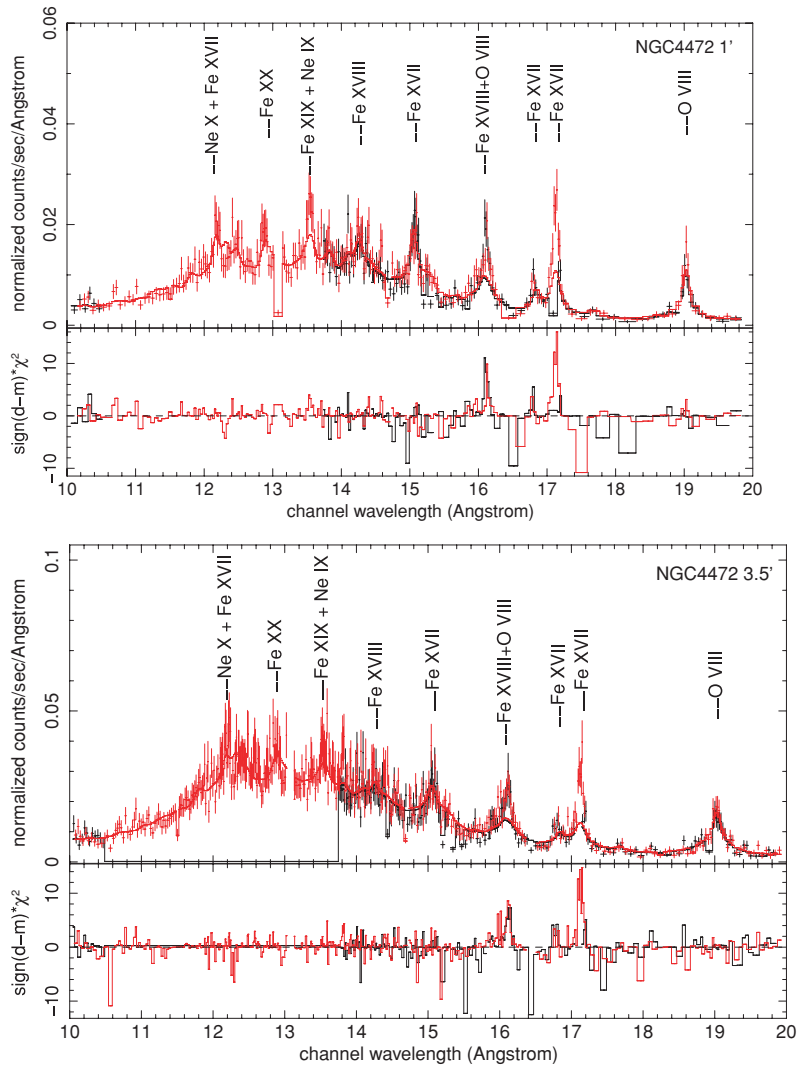 NGC4472 1'
Ne X + Fe XVII
Fe XX
Fe XIX + Ne IX
Fe XVIII
Fe XVII
Fe XVIII+O VIII
Fe XVII
Fe XVII
O VIII
normalized counts/sec/Angstrom
0 0.02 0.04 0.06
sign(d−m)*χ²
−10 0 10
10 11 12 13 14 15 16 17 18 19 20
channel wavelength (Angstrom)
NGC4472 3.5'
Ne X + Fe XVII
Fe XX
Fe XIX + Ne IX
Fe XVIII
Fe XVII
Fe XVIII+O VIII
Fe XVII
Fe XVII
O VIII
normalized counts/sec/Angstrom
0 0.05 0.1
sign(d−m)*χ²
−10 0 10
10 11 12 13 14 15 16 17 18 19 20
channel wavelength (Angstrom)